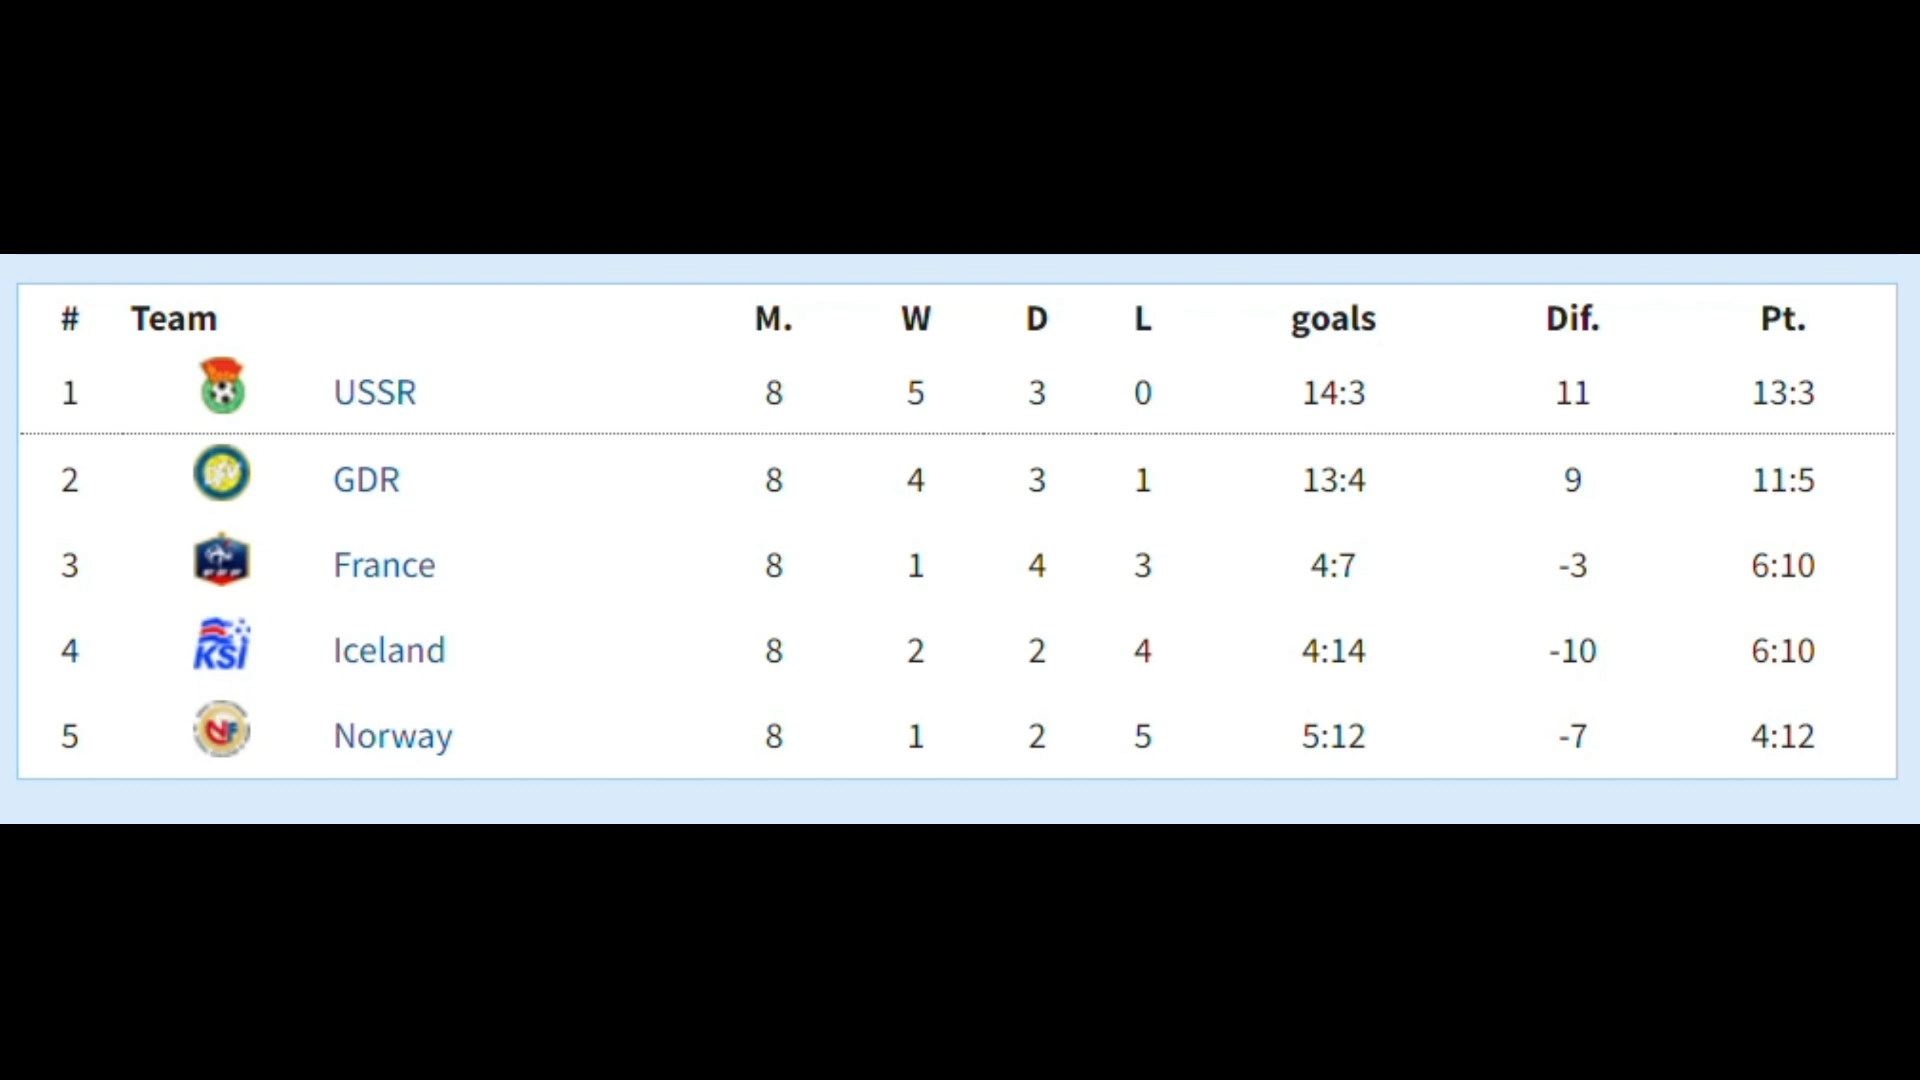 # Team M. W D L goals Dif. Pt.
1 USSR 8 5 3 0 14:3 11 13:3
2 GDR 8 4 3 1 13:4 9 11:5
3 France 8 1 4 3 4:7 -3 6:10
4 KSI Iceland 8 2 2 4 4:14 -10 6:10
5 Norway 8 1 2 5 5:12 -7 4:12